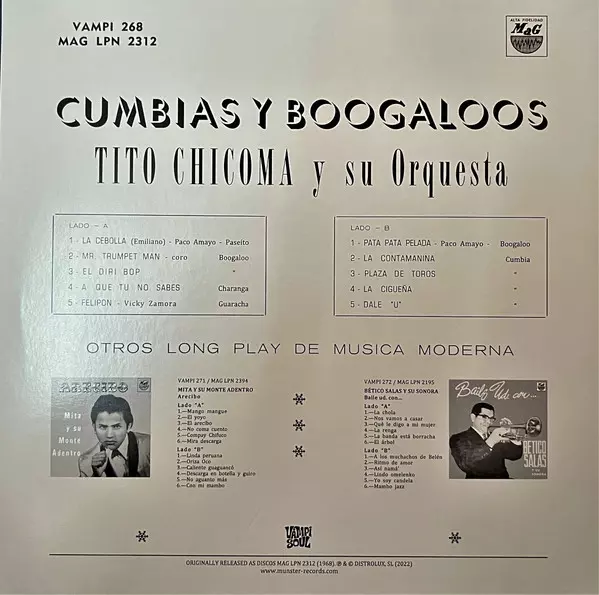 VAMPI 268
MAG LPN 2312
ALTA FIDELIDAD
MaG
CUMBIAS Y BOOGALOOS
TITO CHICOMA y su Orquesta
LADO - A
1 - LA CEBOLLA (Emiliano) - Paco Amayo - Paseito
2 - MR. TRUMPET MAN - coro Boogaloo
3 - EL DIRI BOP "
4 - A QUE TU NO SABES Charanga
5 - FELIPON - Vicky Zamora Guaracha
LADO - B
1 - PATA PATA PELADA - Paco Amayo - Boogaloo
2 - LA CONTAMANINA Cumbia
3 - PLAZA DE TOROS "
4 - LA CIGUEÑA "
5 - DALE "U" "
OTROS LONG PLAY DE MUSICA MODERNA
ARECIBO
Mita
y su
Monte
Adentro
VAMPI 271 / MAG LPN 2394
MITA Y SU MONTE ADENTRO
Arecibo
Lado "A"
1.—Mango mangue
2.—El yoyo
3.—El arecibo
4.—No coma cuento
5.—Compay Chifuco
6.—Mira descarga
Lado "B"
1.—Linda peruana
2.—Oriza Oco
3.—Caliente guaguancó
4.—Descarga en botella y guiro
5.—No aguanto más
6.—Con mi mambo
VAMPI 272 / MAG LPN 2195
BÉTICO SALAS Y SU SONORA
Baile ud. con...
Lado "A"
1.—La chola
2.—Nos vamos a casar
3.—Qué le digo a mi mujer
4.—La renga
5.—La banda está borracha
6.—El árbol
Lado "B"
1.—A los muchachos de Belén
2.—Ritmo de amor
3.—Así namá'
4.—Lindo omelenko
5.—Yo soy candela
6.—Mambo jazz
Baile Ud. con...
BETICO
SALAS
VAMPI
SOUL
ORIGINALLY RELEASED AS DISCOS MAG LPN 2312 (1968). ℗ & © DISTROLUX, SL (2022)
www.munster-records.com